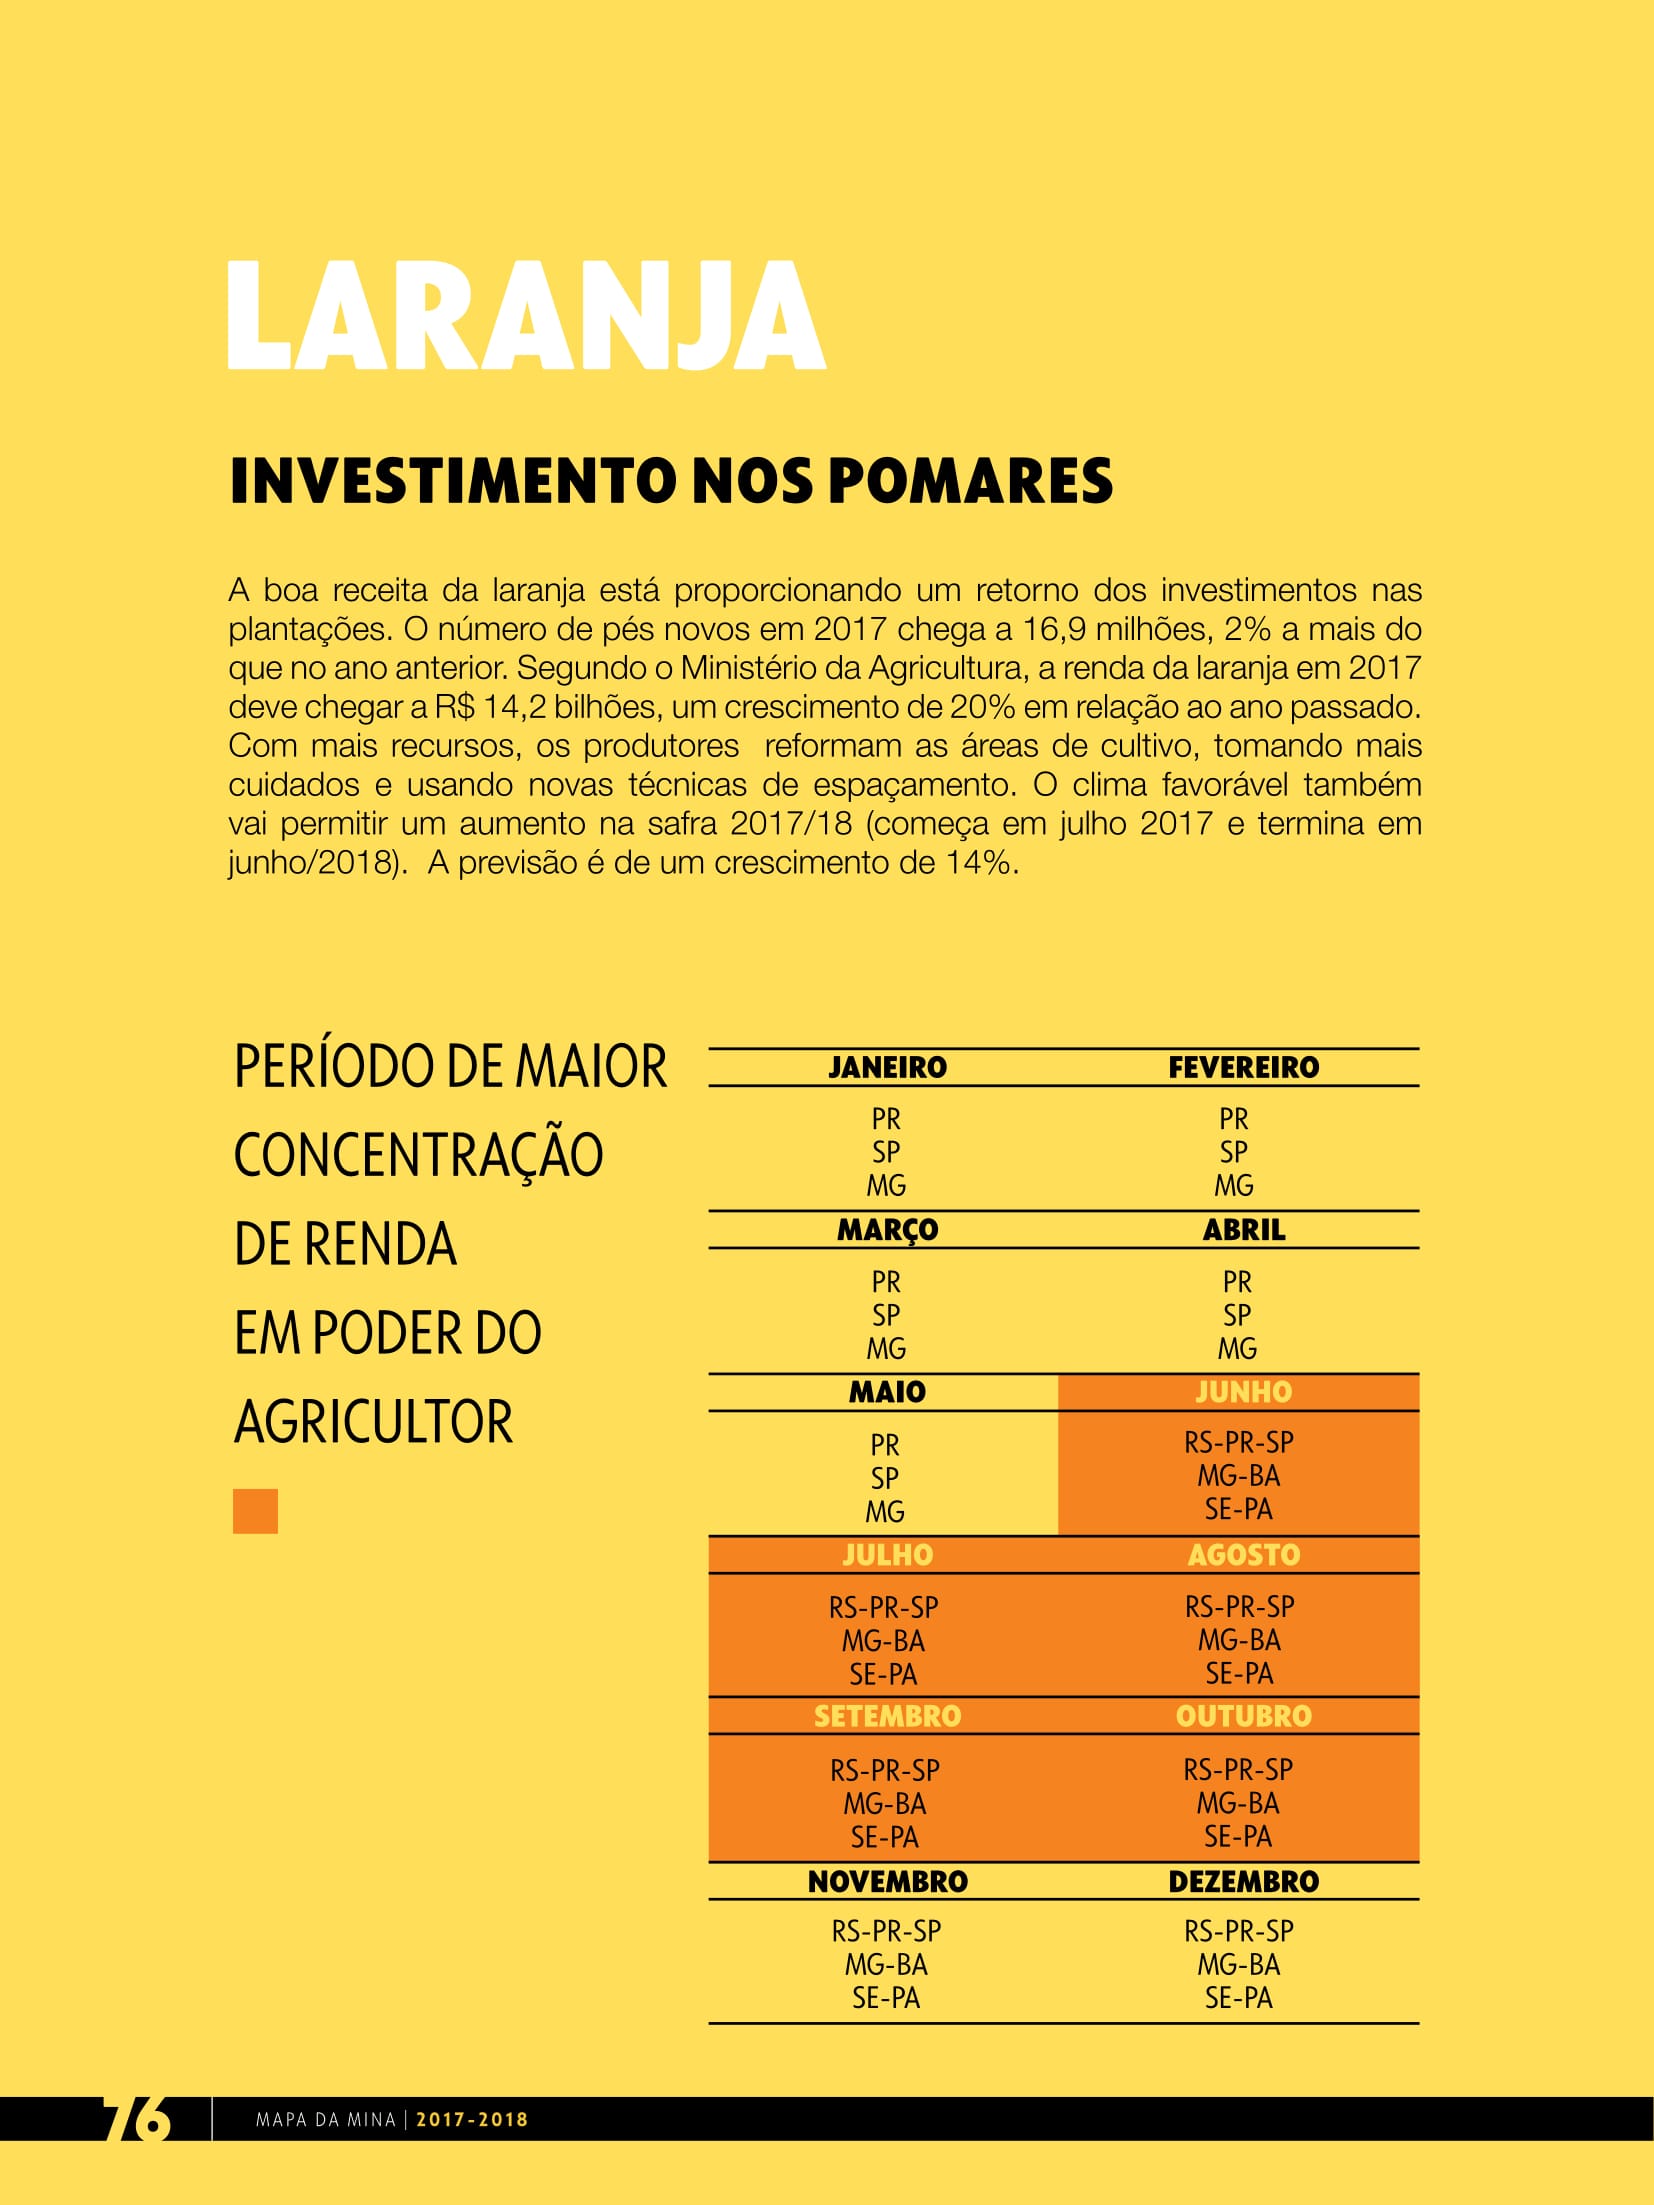 LARANJA
INVESTIMENTO NOS POMARES
A boa receita da laranja está proporcionando um retorno dos investimentos nas
plantações. O número de pés novos em 2017 chega a 16,9 milhões, 2% a mais do
que no ano anterior. Segundo o Ministério da Agricultura, a renda da laranja em 2017
deve chegar a R$ 14,2 bilhões, um crescimento de 20% em relação ao ano passado.
Com mais recursos, os produtores reformam as áreas de cultivo, tomando mais
cuidados e usando novas técnicas de espaçamento. O clima favorável também
vai permitir um aumento na safra 2017/18 (começa em julho 2017 e termina em
junho/2018). A previsão é de um crescimento de 14%.
PERÍODO DE MAIOR
CONCENTRAÇÃO
DE RENDA
EM PODER DO
AGRICULTOR
JANEIRO FEVEREIRO
PR PR
SP SP
MG MG
MARÇO ABRIL
PR PR
SP SP
MG MG
MAIO JUNHO
PR RS-PR-SP
SP MG-BA
MG SE-PA
JULHO AGOSTO
RS-PR-SP RS-PR-SP
MG-BA MG-BA
SE-PA SE-PA
SETEMBRO OUTUBRO
RS-PR-SP RS-PR-SP
MG-BA MG-BA
SE-PA SE-PA
NOVEMBRO DEZEMBRO
RS-PR-SP RS-PR-SP
MG-BA MG-BA
SE-PA SE-PA
76 MAPA DA MINA | 2017-2018